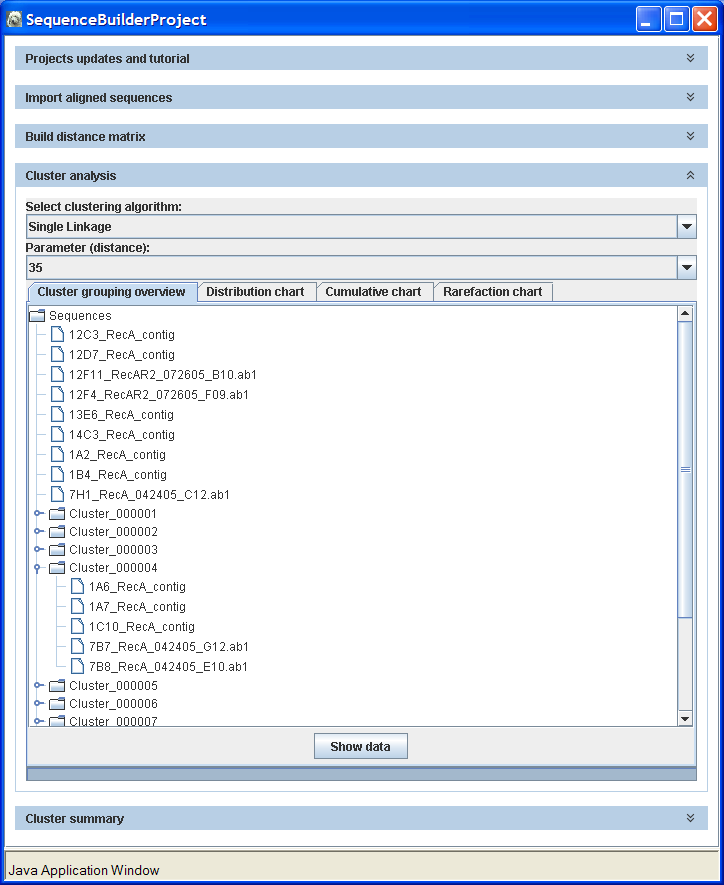 SequenceBuilderProject
Projects updates and tutorial
Import aligned sequences
Build distance matrix
Cluster analysis
Select clustering algorithm:
Single Linkage
Parameter (distance):
35
Cluster grouping overview Distribution chart Cumulative chart Rarefaction chart
Sequences
12C3_RecA_contig
12D7_RecA_contig
12F11_RecAR2_072605_B10.ab1
12F4_RecAR2_072605_F09.ab1
13E6_RecA_contig
14C3_RecA_contig
1A2_RecA_contig
1B4_RecA_contig
7H1_RecA_042405_C12.ab1
Cluster_000001
Cluster_000002
Cluster_000003
Cluster_000004
1A6_RecA_contig
1A7_RecA_contig
1C10_RecA_contig
7B7_RecA_042405_G12.ab1
7B8_RecA_042405_E10.ab1
Cluster_000005
Cluster_000006
Cluster_000007
Show data
Cluster summary
Java Application Window